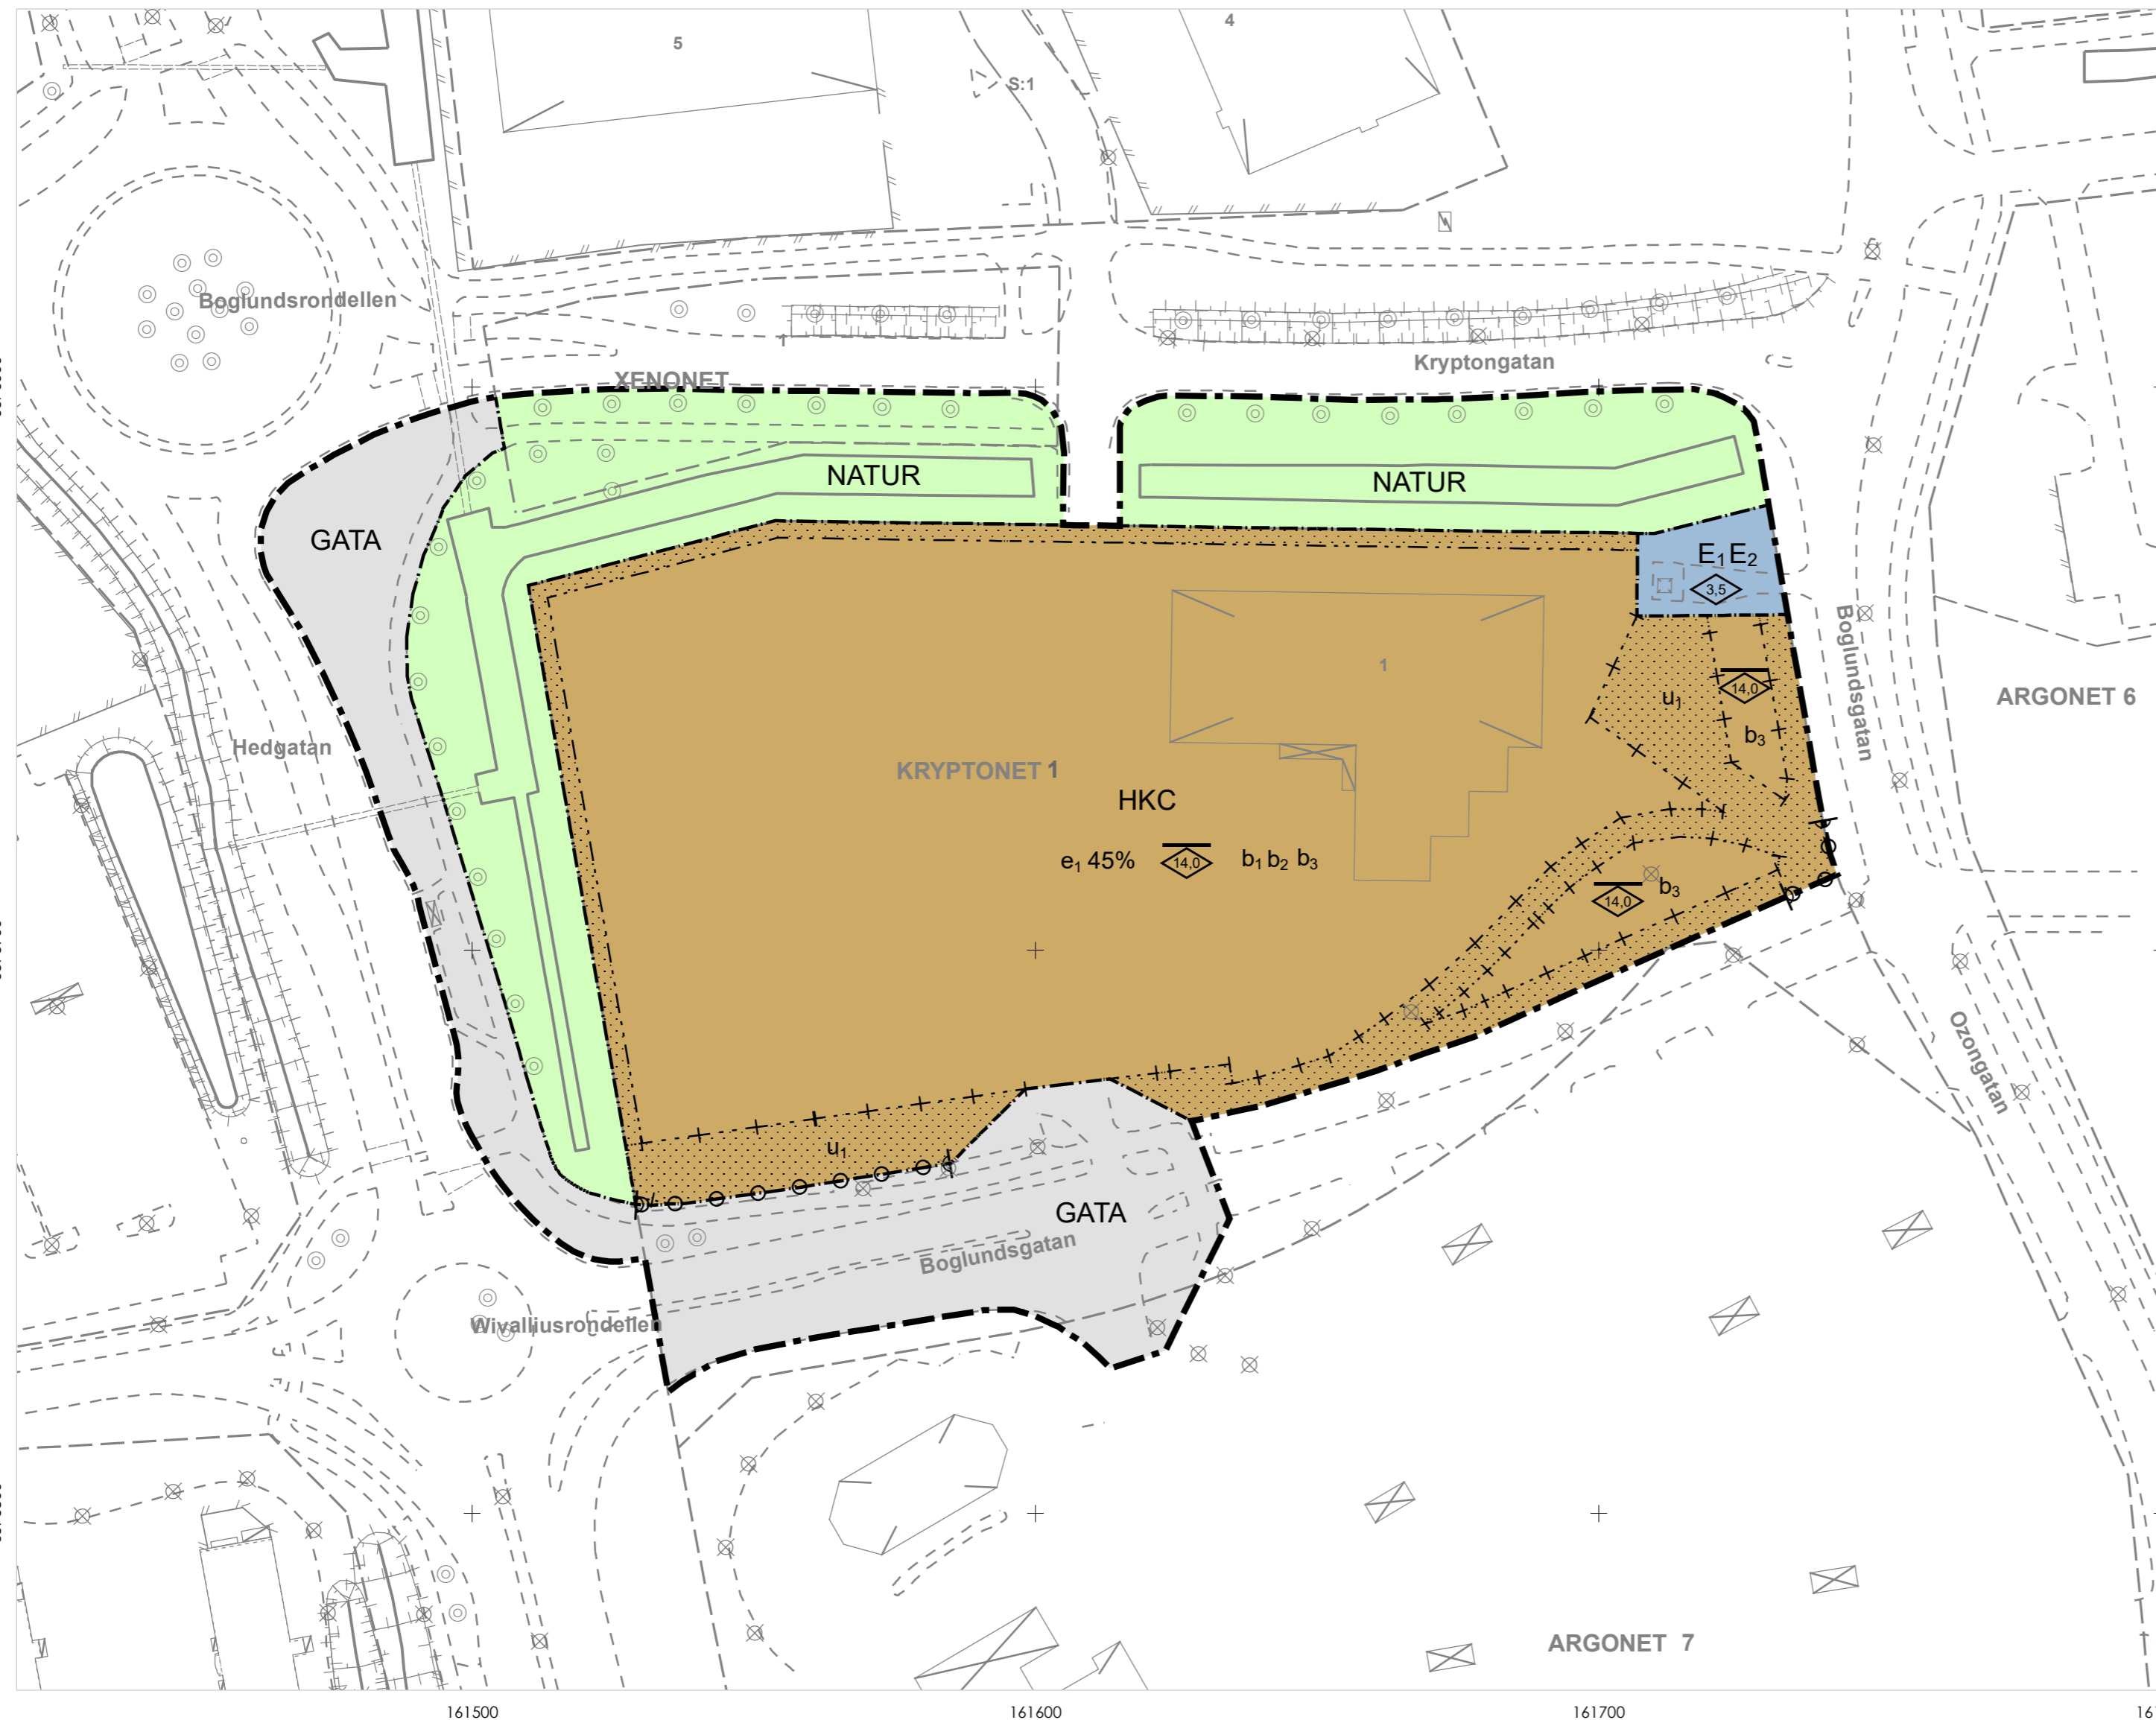 4
5
S:1
Boglundsrondellen
Kryptongatan
XENONET
NATUR
NATUR
GATA
E₁E₂
3,5
14,0
u₁
b₃
Boglundsgatan
ARGONET 6
1
Hedgatan
KRYPTONET 1
HKC
e₁ 45% 14,0 b₁ b₂ b₃
14,0 b₃
Ozongatan
u₁
GATA
Boglundsgatan
Wivalliusrondellen
ARGONET 7
161500 161600 161700